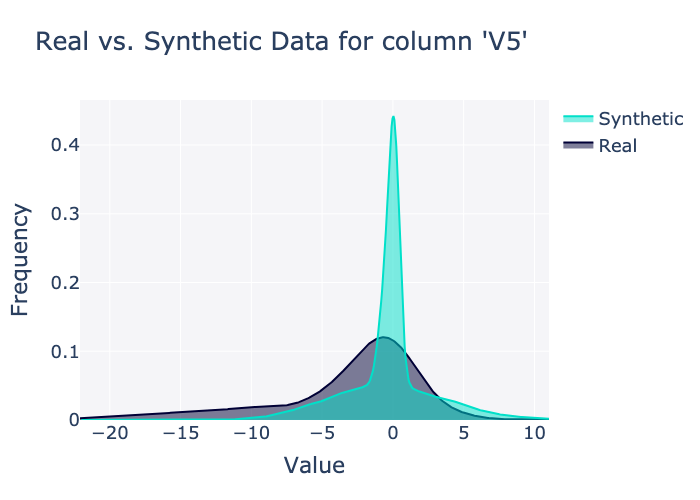 Real vs. Synthetic Data for column 'V5'
Synthetic
Real
0.4
0.3
0.2
0.1
0
Frequency
−20 −15 −10 −5 0 5 10
Value